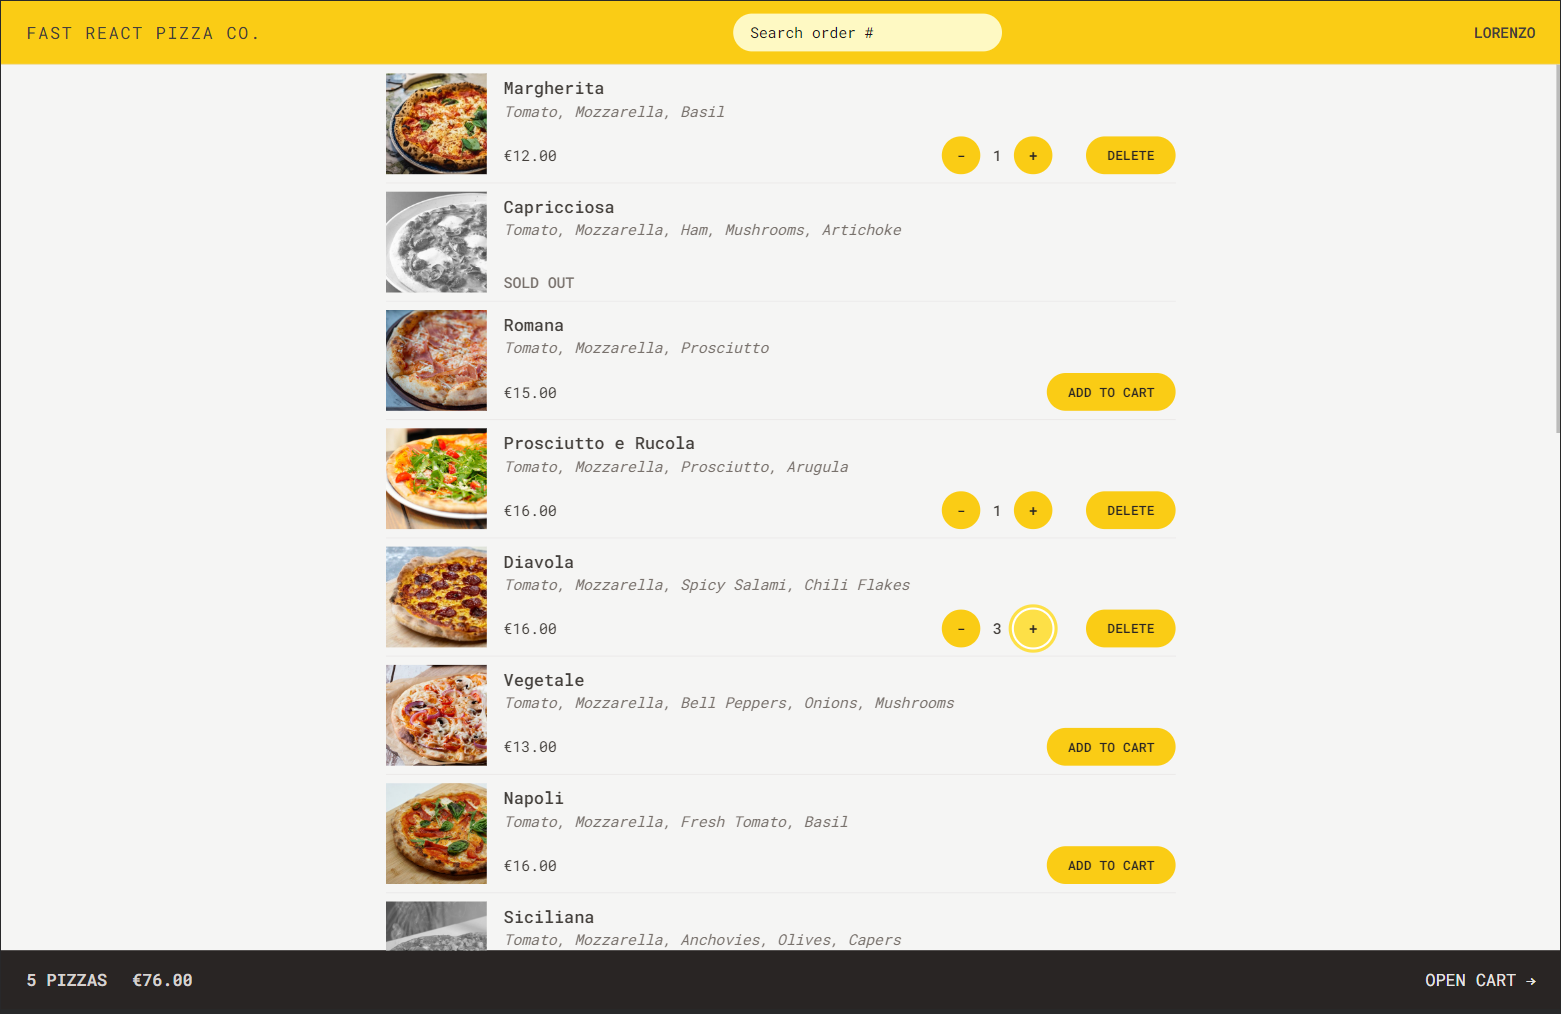 FAST REACT PIZZA CO.
Search order #
LORENZO
Margherita
Tomato, Mozzarella, Basil
€12.00
- 1 + DELETE
Capricciosa
Tomato, Mozzarella, Ham, Mushrooms, Artichoke
SOLD OUT
Romana
Tomato, Mozzarella, Prosciutto
€15.00
ADD TO CART
Prosciutto e Rucola
Tomato, Mozzarella, Prosciutto, Arugula
€16.00
- 1 + DELETE
Diavola
Tomato, Mozzarella, Spicy Salami, Chili Flakes
€16.00
- 3 + DELETE
Vegetale
Tomato, Mozzarella, Bell Peppers, Onions, Mushrooms
€13.00
ADD TO CART
Napoli
Tomato, Mozzarella, Fresh Tomato, Basil
€16.00
ADD TO CART
Siciliana
Tomato, Mozzarella, Anchovies, Olives, Capers
5 PIZZAS €76.00
OPEN CART →